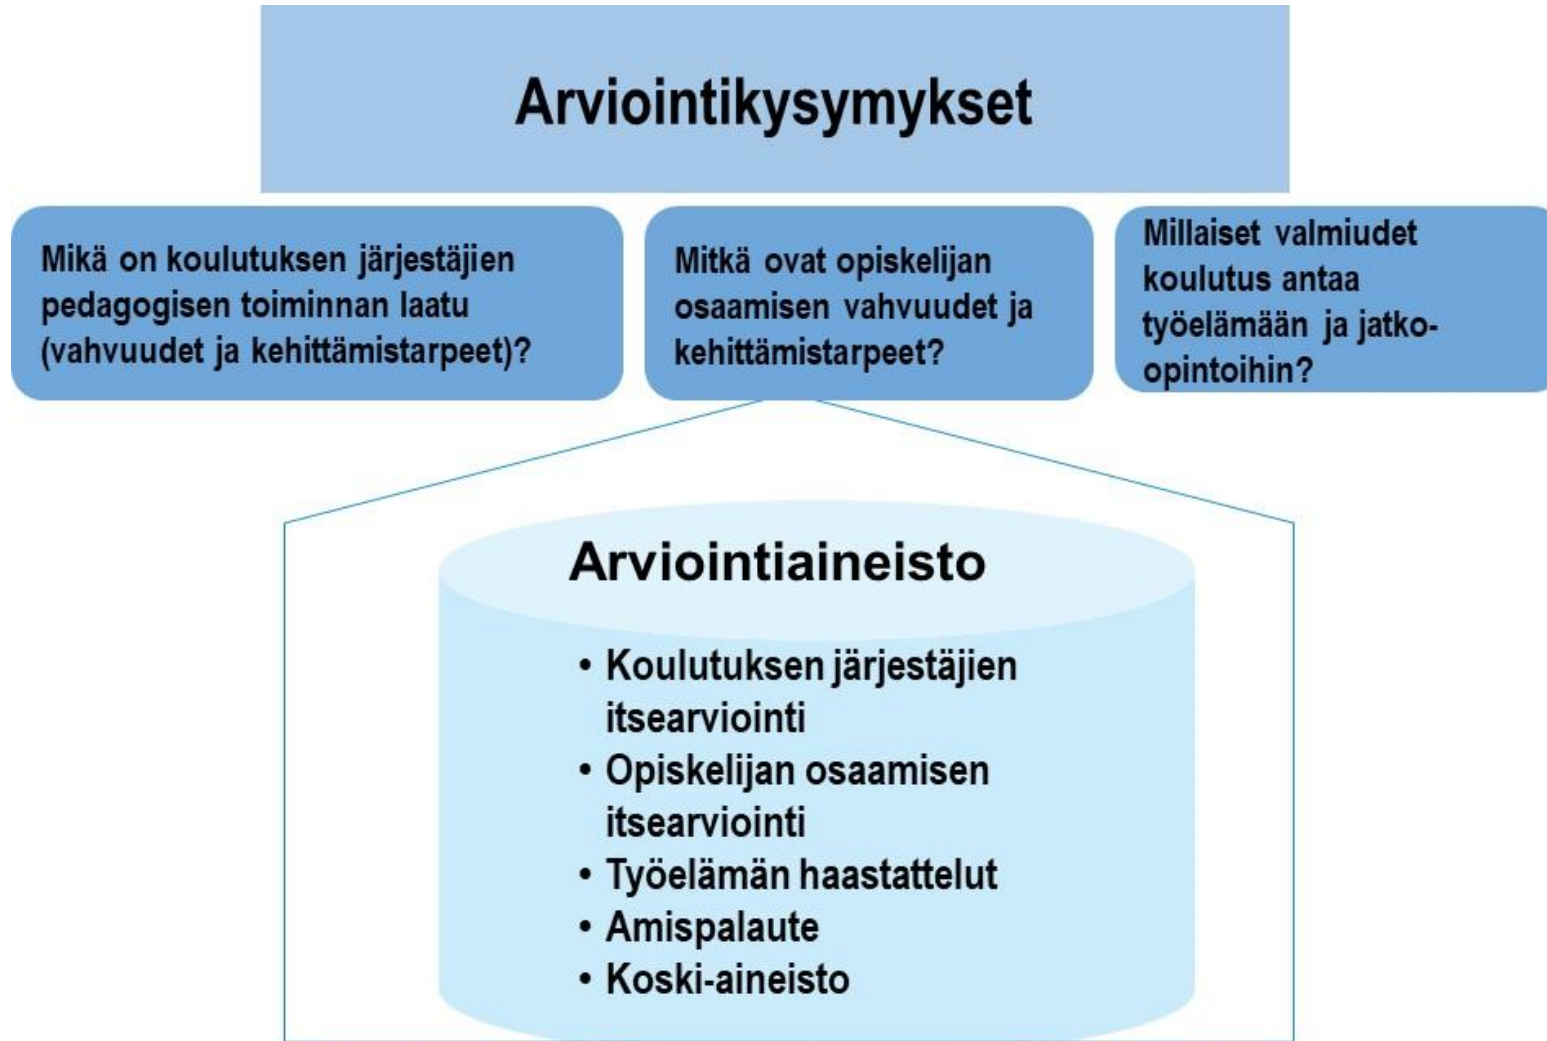 Arviointikysymykset
Mikä on koulutuksen järjestäjien
pedagogisen toiminnan laatu
(vahvuudet ja kehittämistarpeet)?
Mitkä ovat opiskelijan
osaamisen vahvuudet ja
kehittämistarpeet?
Millaiset valmiudet
koulutus antaa
työelämään ja jatko-
opintoihin?
Arviointiaineisto
• Koulutuksen järjestäjien
itsearviointi
• Opiskelijan osaamisen
itsearviointi
• Työelämän haastattelut
• Amispalaute
• Koski-aineisto